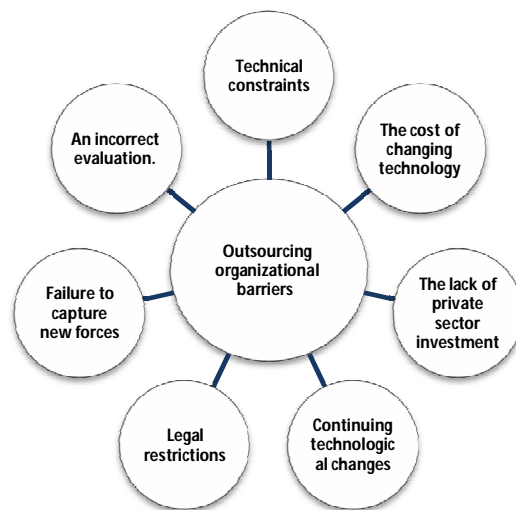 Technical
constraints
The cost of
changing
technology
The lack of
private
sector
investment
Continuing
technologic
al changes
Legal
restrictions
Failure to
capture
new forces
An incorrect
evaluation.
Outsourcing
organizational
barriers